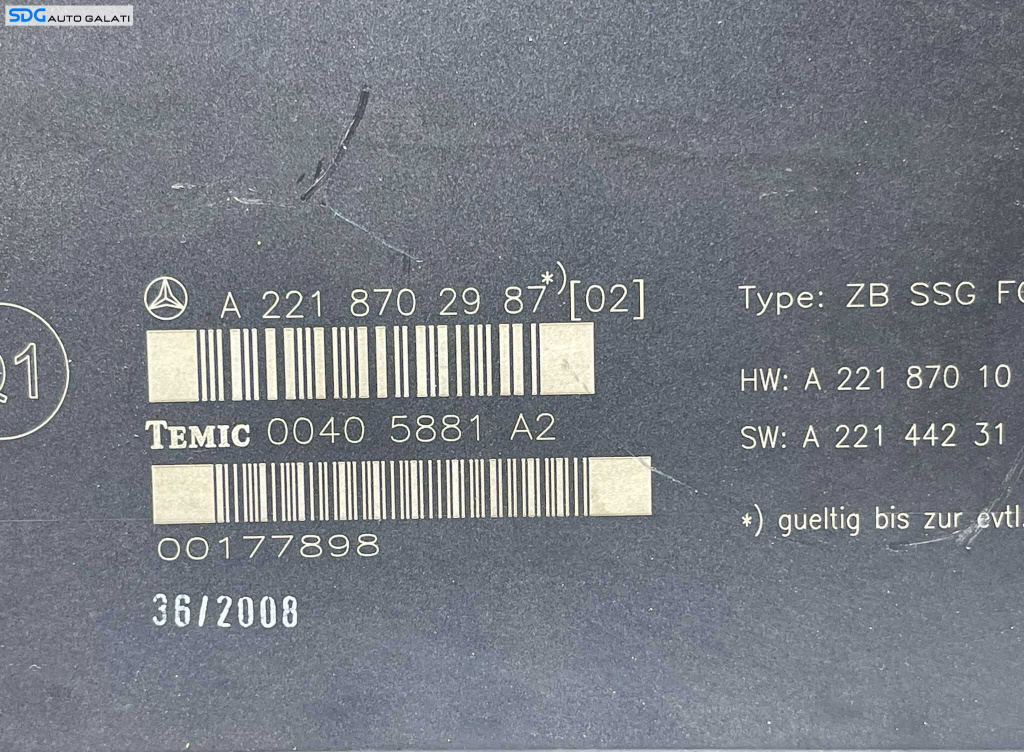 SDG AUTO GALATI
A 221 870 29 87*)[02]
TEMIC 0040 5881 A2
00177898
36/2008
Q1
Type: ZB SSG
HW: A 221 870 10
SW: A 221 442 31
*) gueltig bis zur evtl.